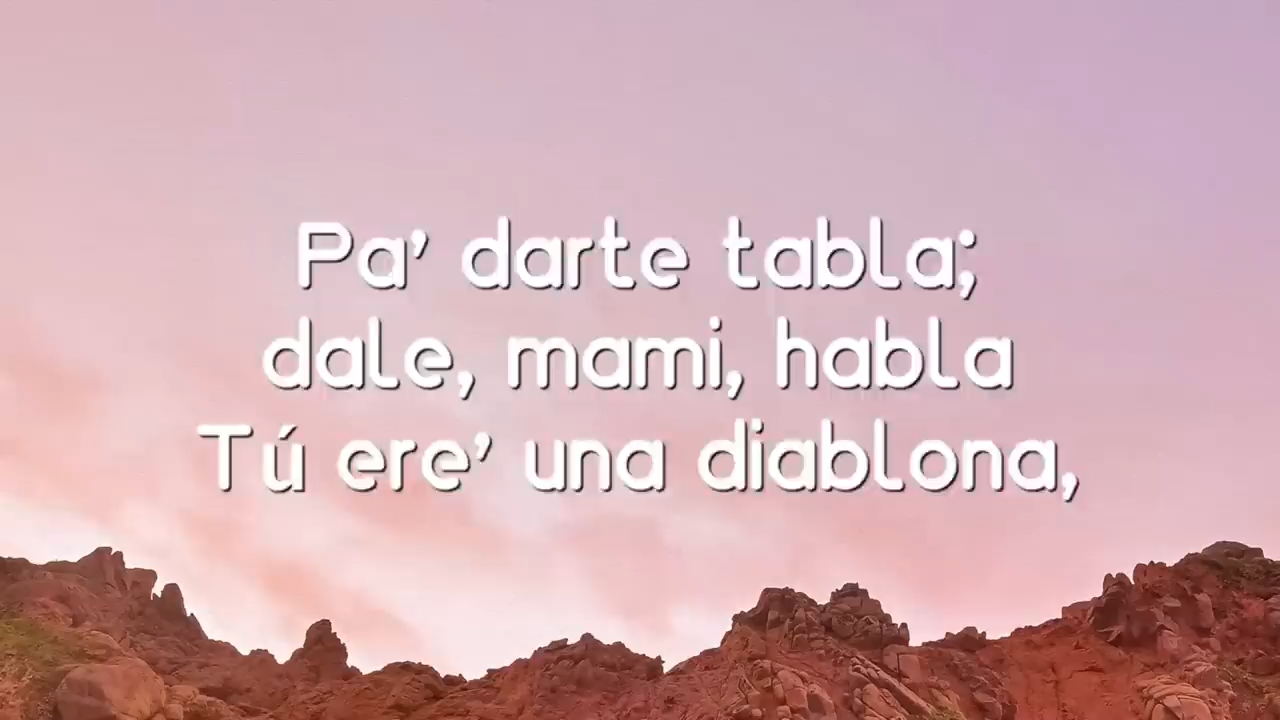 Pa' darte tabla;
dale, mami, habla
Tú ere' una diablona,